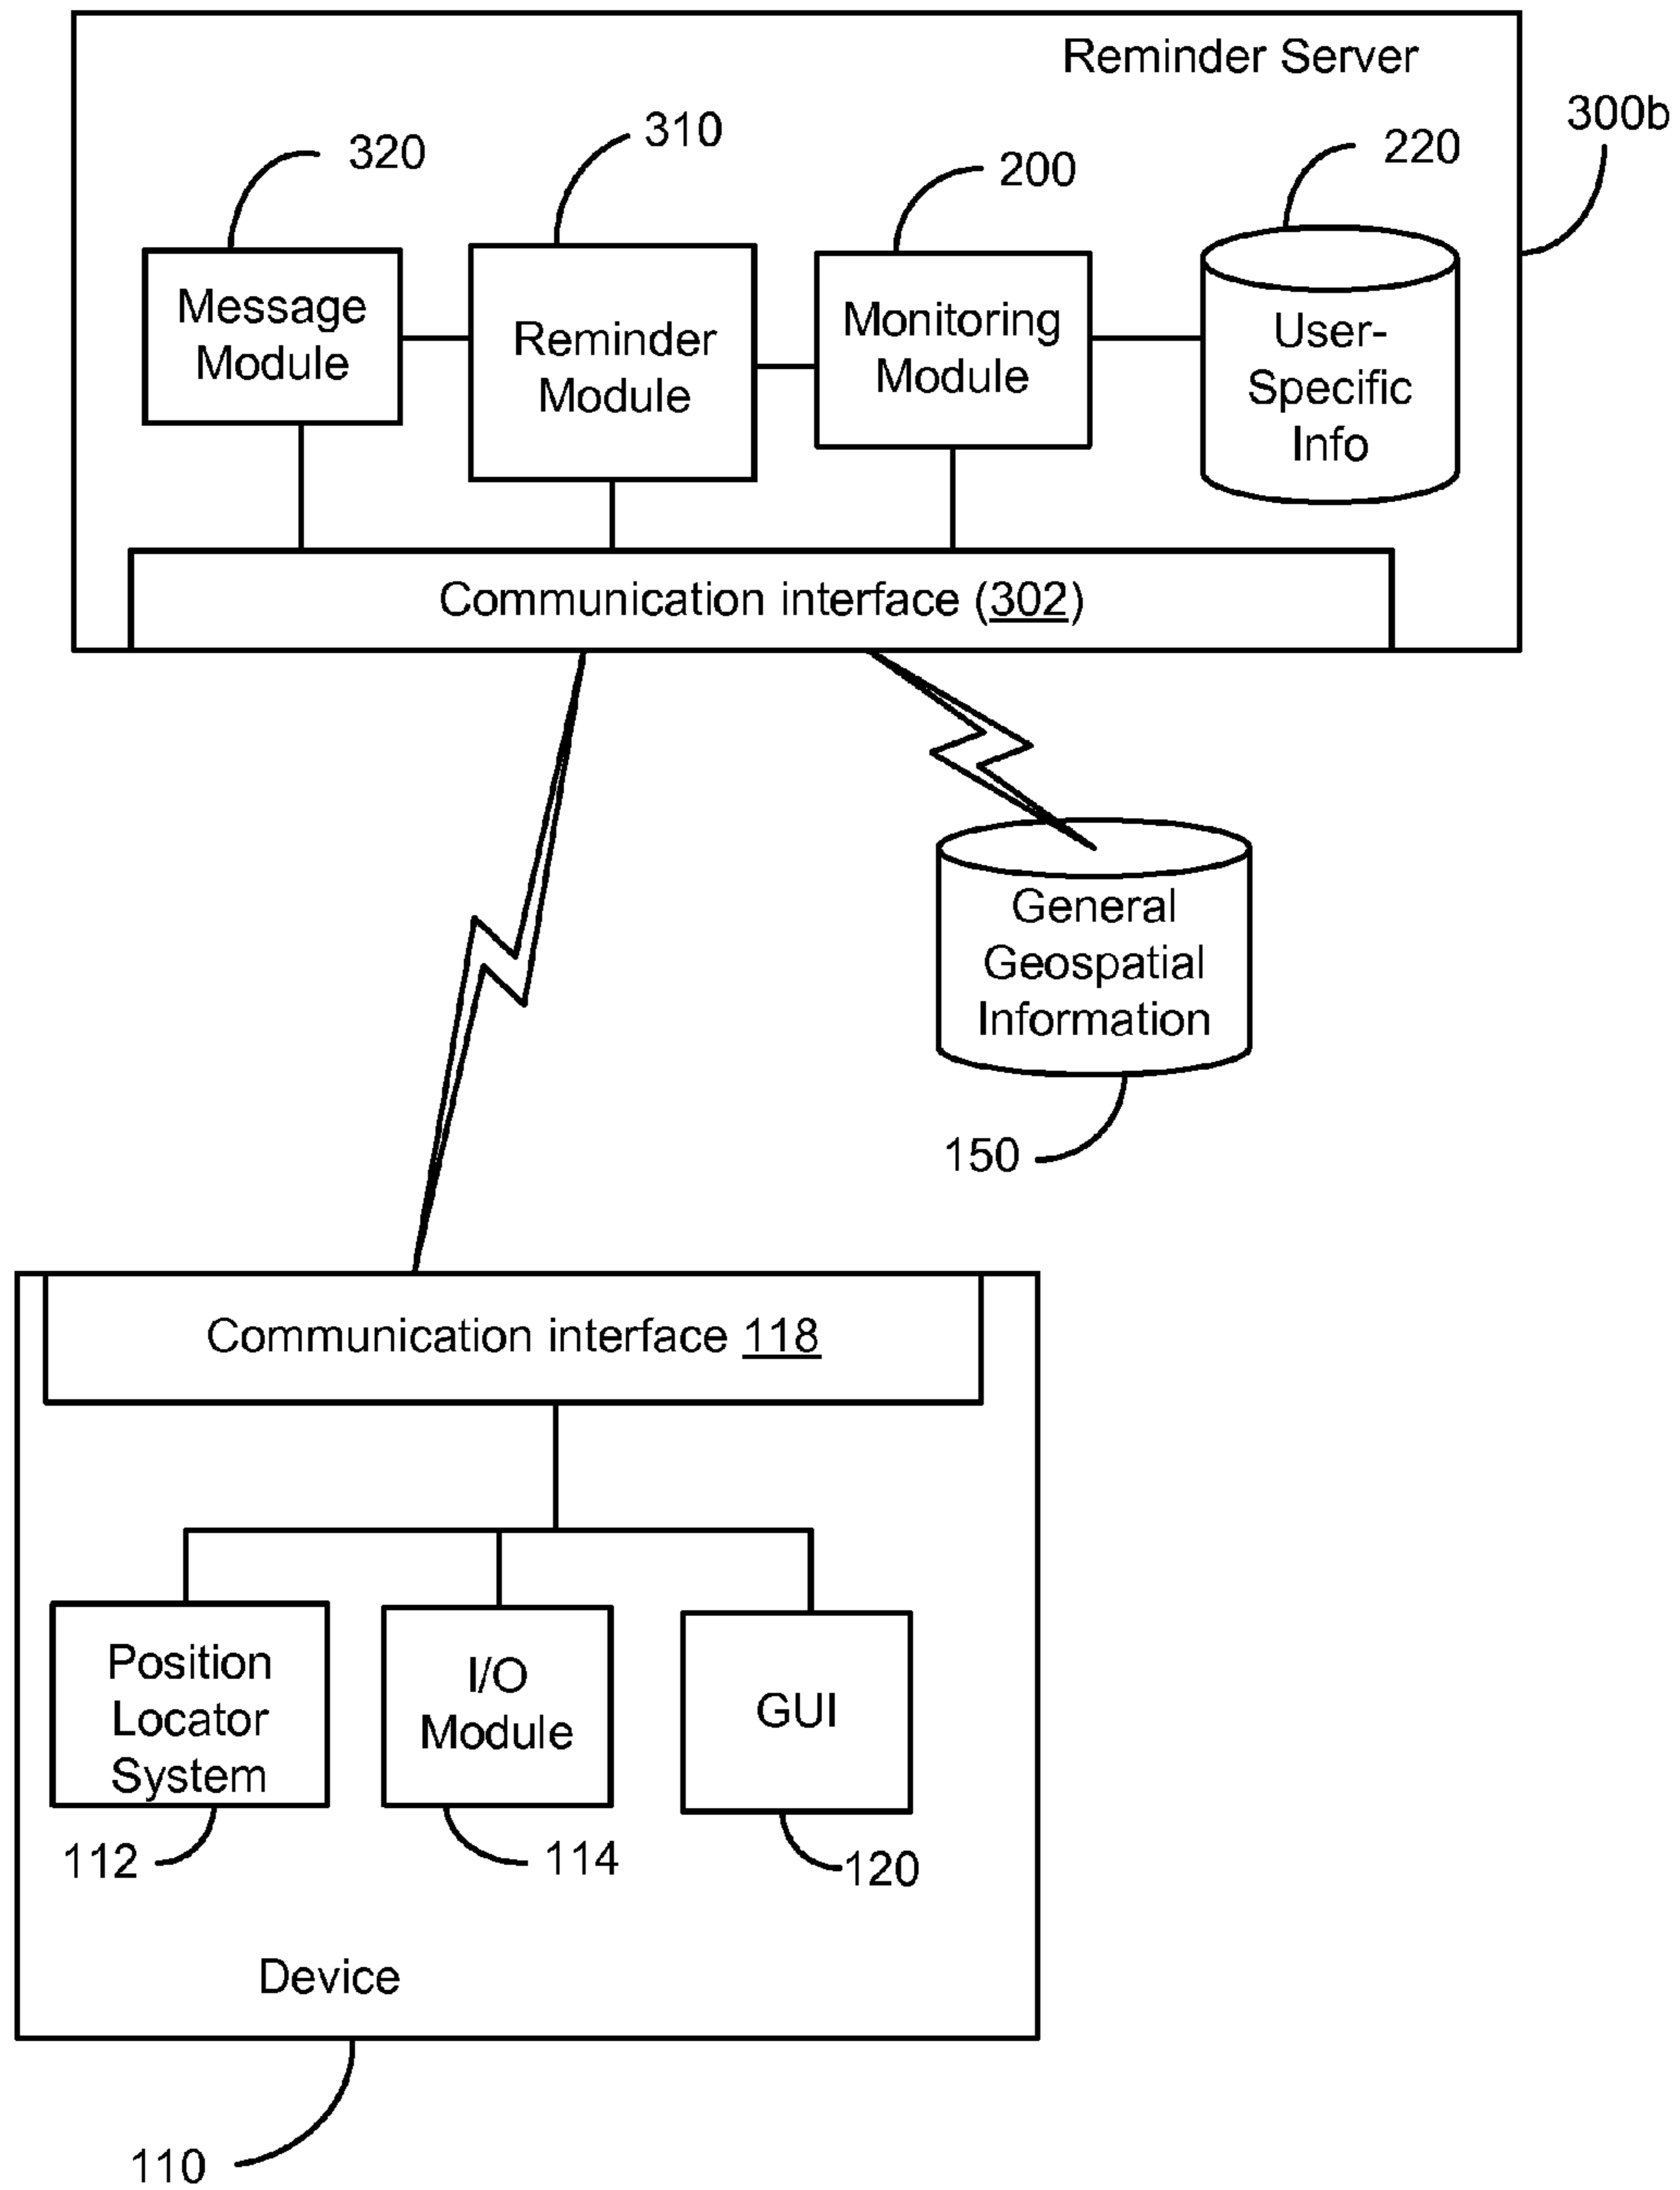 Reminder Server
300b
320
310
200
220
Message
Module
Reminder
Module
Monitoring
Module
User-
Specific
Info
Communication interface (302)
General
Geospatial
Information
150
Communication interface 118
Position
Locator
System
I/O
Module
GUI
112
114
120
Device
110